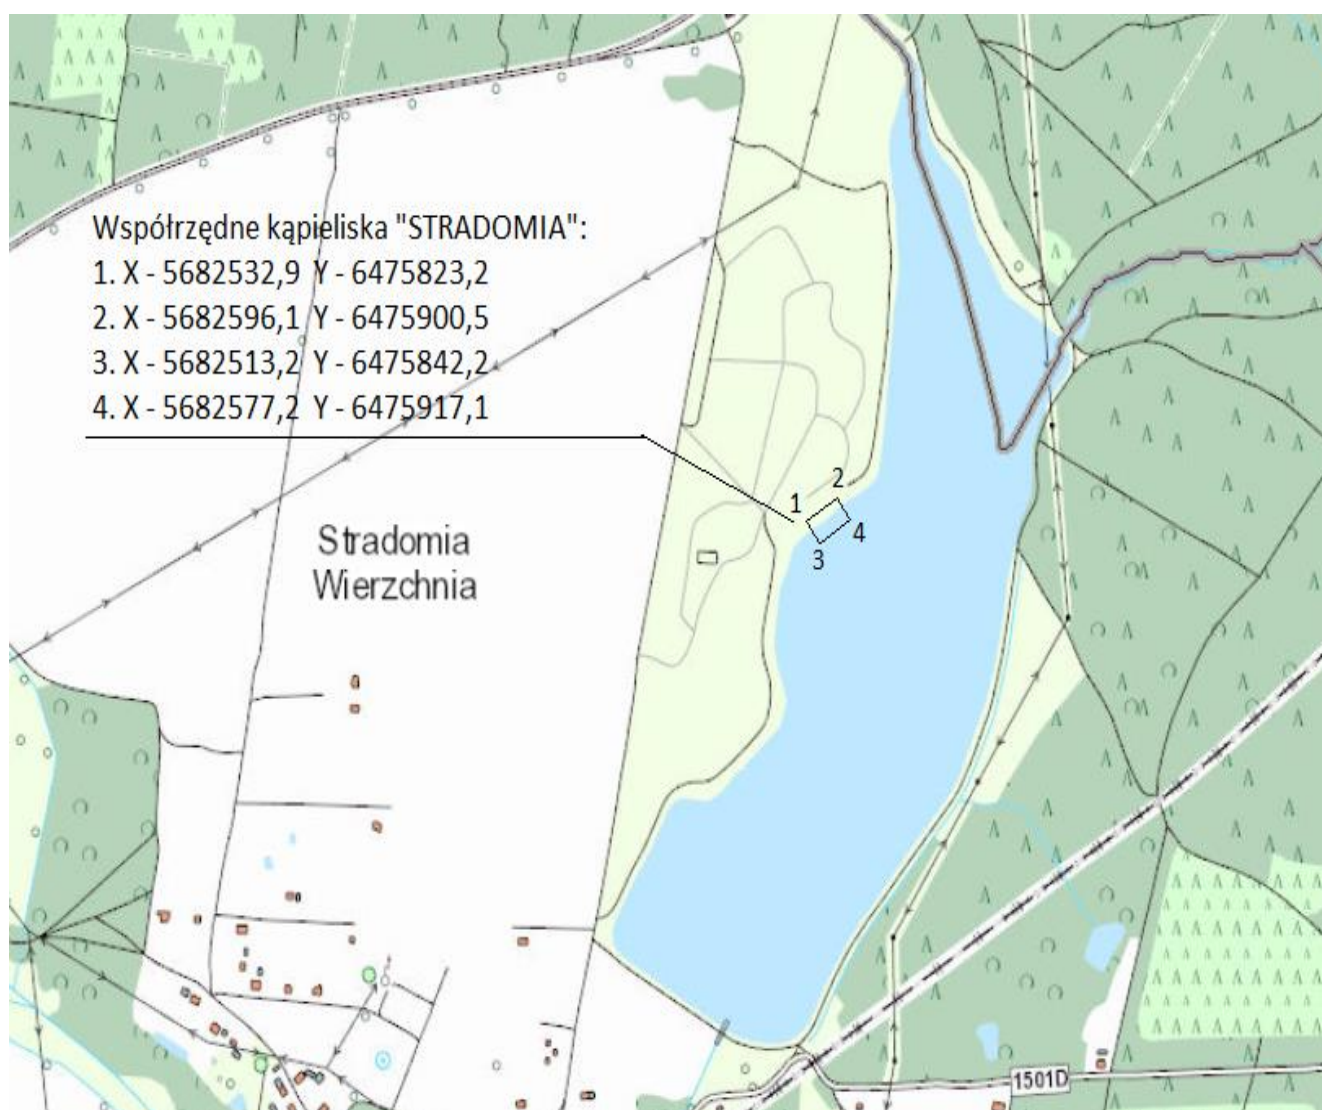 Współrzędne kąpieliska "STRADOMIA":
1. X - 5682532,9 Y - 6475823,2
2. X - 5682596,1 Y - 6475900,5
3. X - 5682513,2 Y - 6475842,2
4. X - 5682577,2 Y - 6475917,1
2
1
4
3
Stradomia
Wierzchnia
1501D